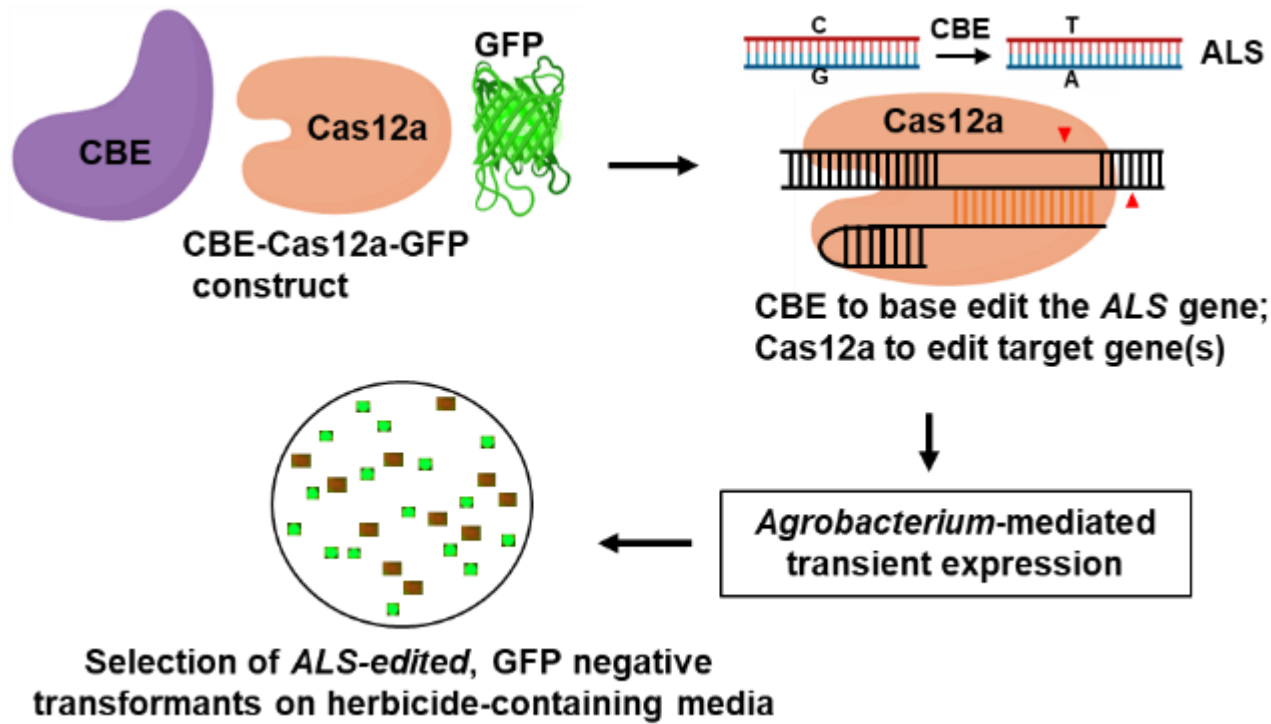 CBE
Cas12a
GFP
CBE-Cas12a-GFP
construct
C
G
CBE
T
A
ALS
Cas12a
CBE to base edit the ALS gene;
Cas12a to edit target gene(s)
Agrobacterium-mediated
transient expression
Selection of ALS-edited, GFP negative
transformants on herbicide-containing media